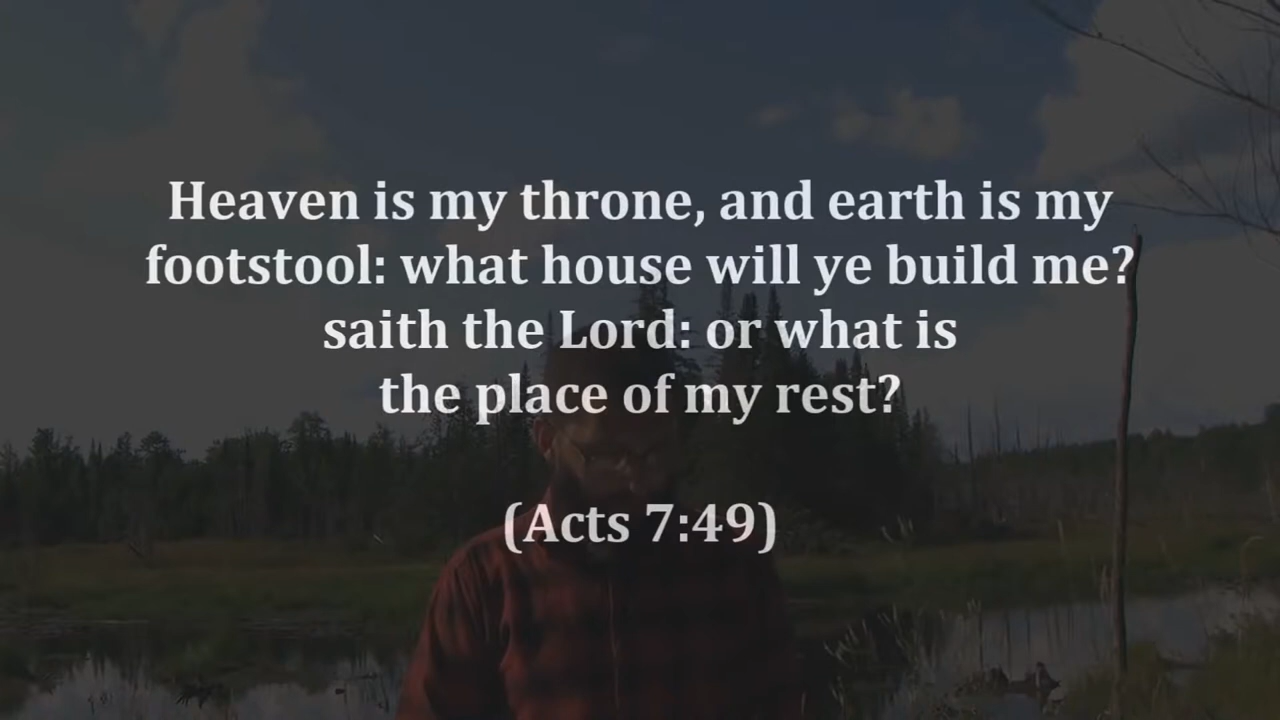 Heaven is my throne, and earth is my
footstool: what house will ye build me?
saith the Lord: or what is
the place of my rest?
(Acts 7:49)